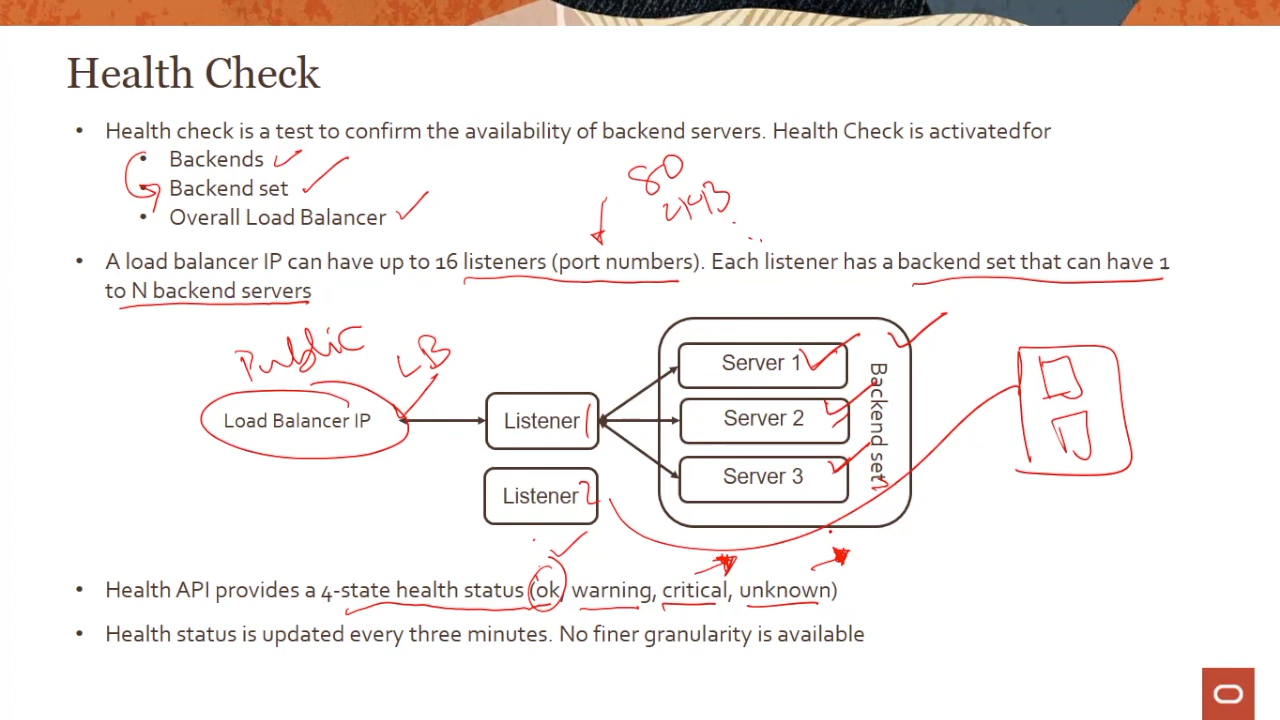 Health Check
• Health check is a test to confirm the availability of backend servers. Health Check is activated for
• Backends
• Backend set
• Overall Load Balancer
80
443
• A load balancer IP can have up to 16 listeners (port numbers). Each listener has a backend set that can have 1
to N backend servers
Public
LB
Load Balancer IP
Listener 1
Listener 2
Server 1
Server 2
Server 3
Backend set
• Health API provides a 4-state health status (ok, warning, critical, unknown)
• Health status is updated every three minutes. No finer granularity is available